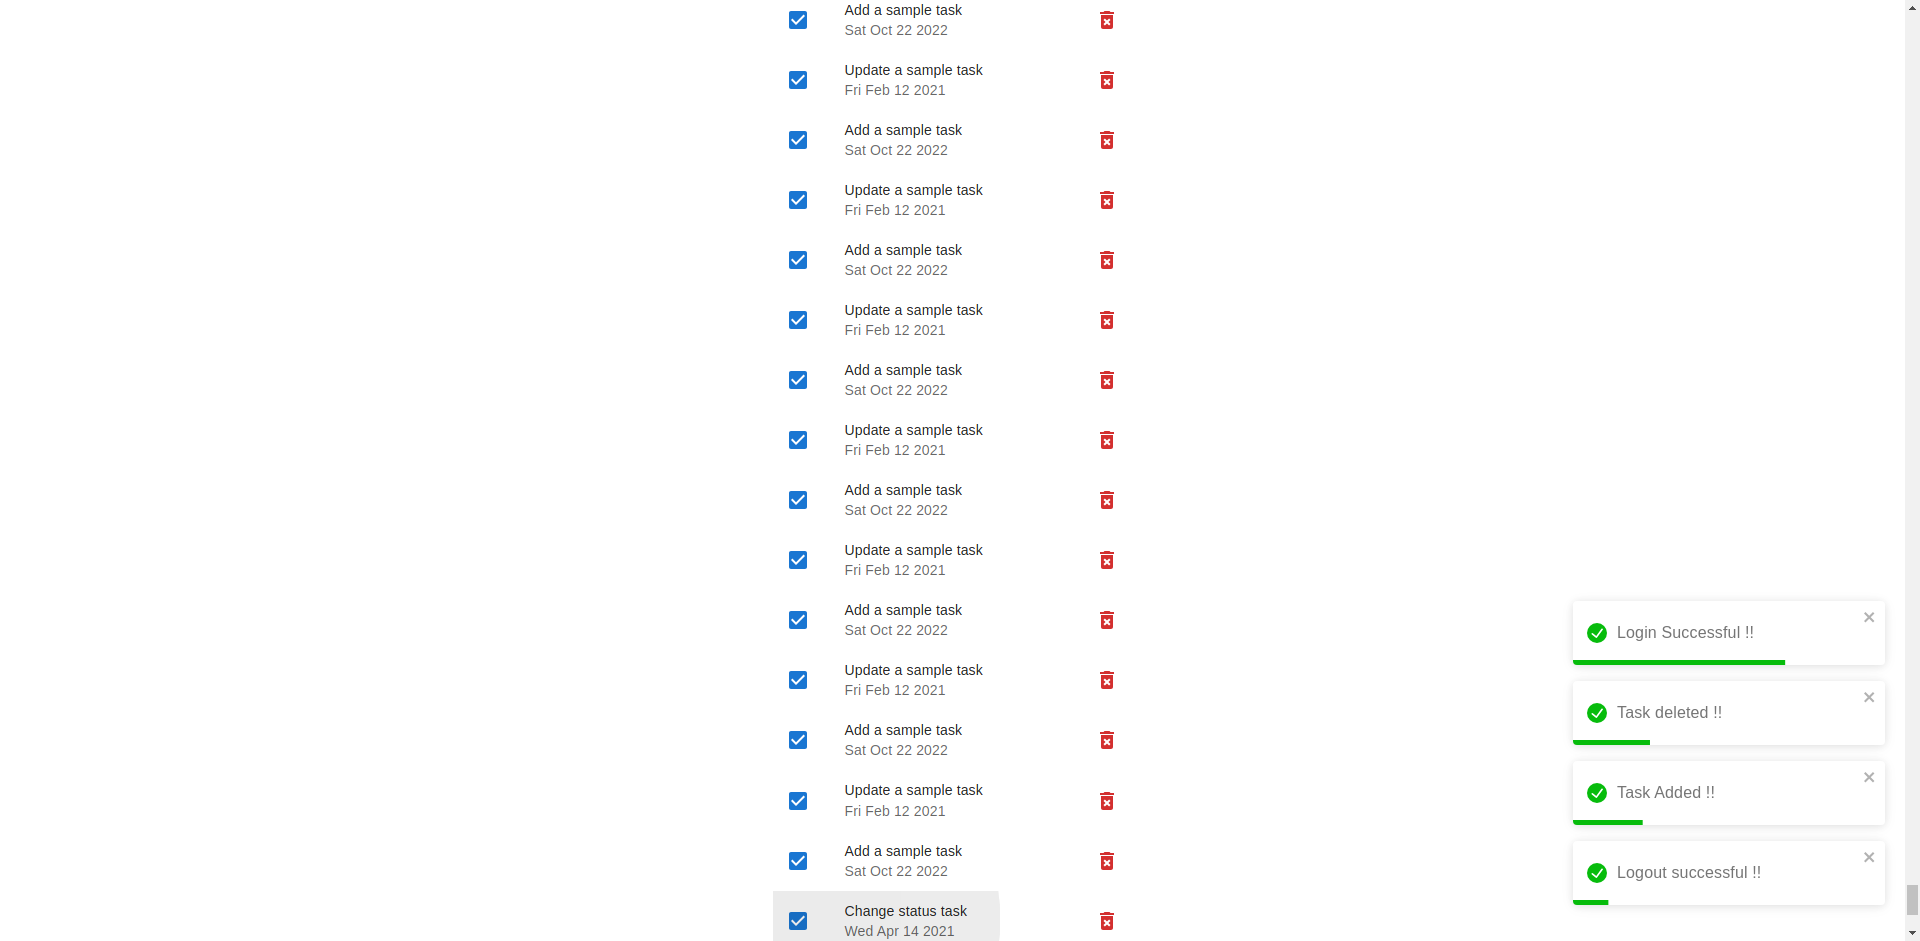 Add a sample task
Sat Oct 22 2022
Update a sample task
Fri Feb 12 2021
Add a sample task
Sat Oct 22 2022
Update a sample task
Fri Feb 12 2021
Add a sample task
Sat Oct 22 2022
Update a sample task
Fri Feb 12 2021
Add a sample task
Sat Oct 22 2022
Update a sample task
Fri Feb 12 2021
Add a sample task
Sat Oct 22 2022
Update a sample task
Fri Feb 12 2021
Add a sample task
Sat Oct 22 2022
Update a sample task
Fri Feb 12 2021
Add a sample task
Sat Oct 22 2022
Update a sample task
Fri Feb 12 2021
Add a sample task
Sat Oct 22 2022
Change status task
Wed Apr 14 2021
Login Successful !!
Task deleted !!
Task Added !!
Logout successful !!